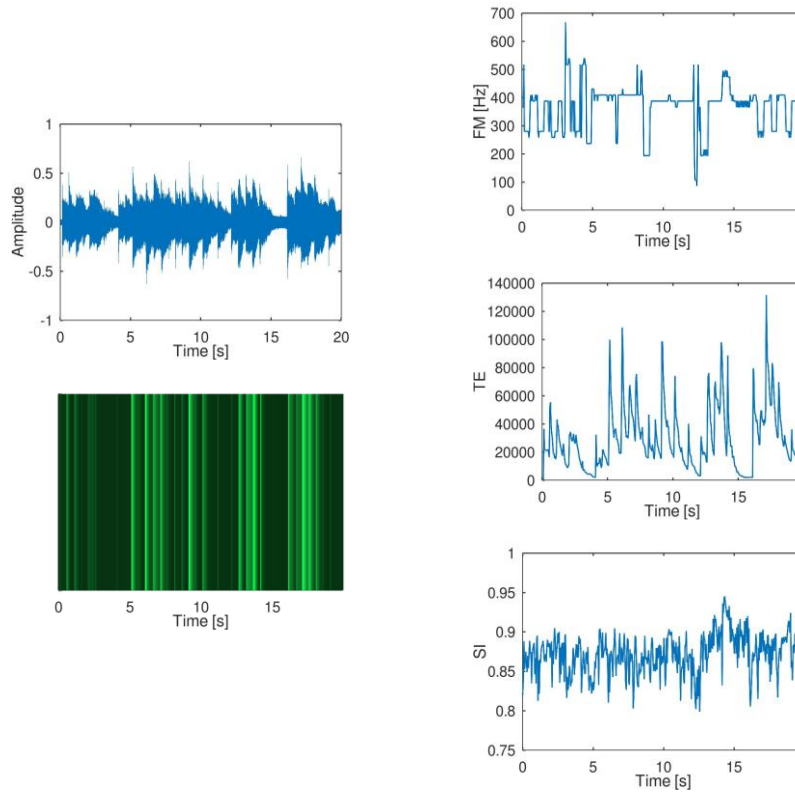 1
0.5
0
-0.5
-1
Amplitude
0 5 10 15 20
Time [s]
0 5 10 15
Time [s]
700
600
500
400
300
200
100
0
FM [Hz]
0 5 10 15
Time [s]
140000
120000
100000
80000
60000
40000
20000
0
TE
0 5 10 15
Time [s]
1
0.95
0.9
0.85
0.8
0.75
SI
0 5 10 15
Time [s]